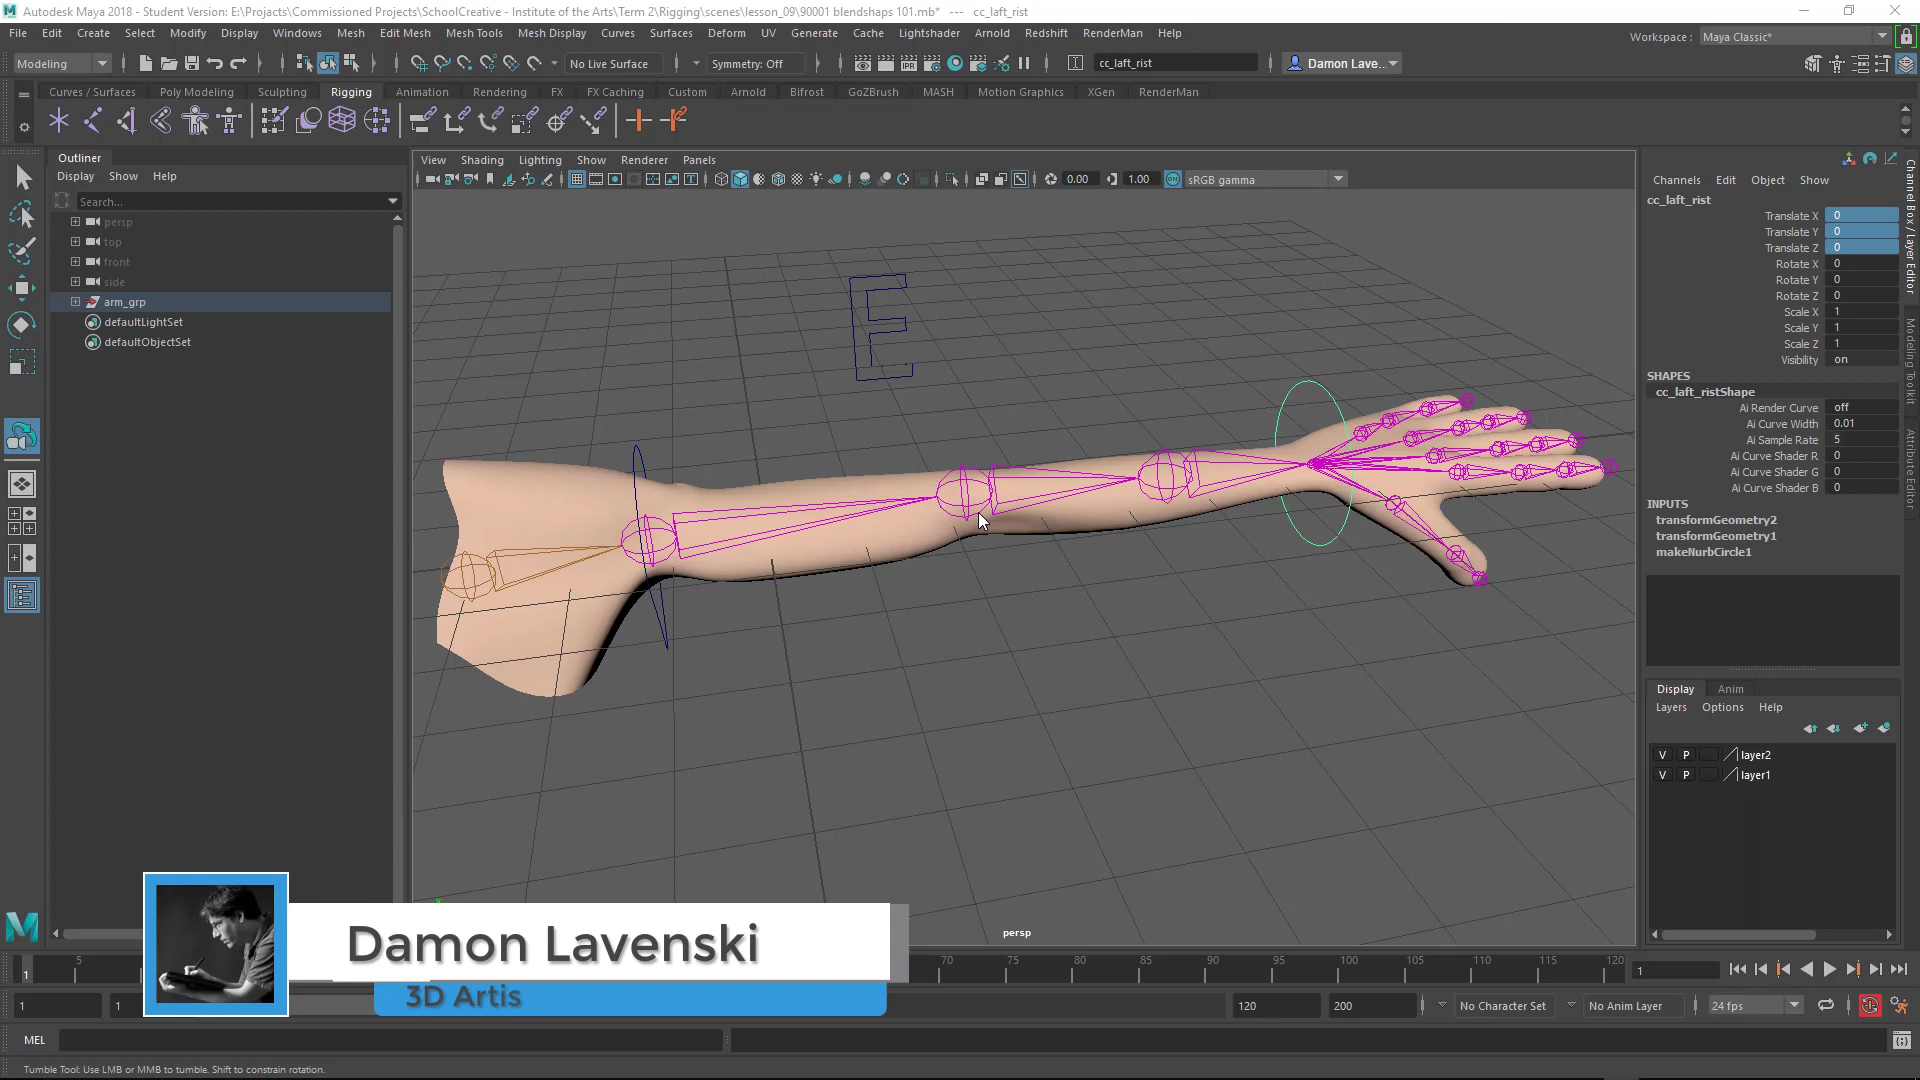 Autodesk Maya 2018 - Student Version: E:\Projects\Commissioned Projects\SchoolCreative - Institute of the Arts\Term 2\Rigging\scenes\lesson_09\90001 blendshaps 101.mb* --- cc_laft_rist
File Edit Create Select Modify Display Windows Mesh Edit Mesh Mesh Tools Mesh Display Curves Surfaces Deform UV Generate Cache Lightshader Arnold Redshift RenderMan Help
Workspace : Maya Classic*
Modeling No Live Surface Symmetry: Off cc_laft_rist Damon Lave...
Curves / Surfaces Poly Modeling Sculpting Rigging Animation Rendering FX FX Caching Custom Arnold Bifrost GoZBrush MASH Motion Graphics XGen RenderMan
Outliner
Display Show Help
Search...
persp
top
front
side
arm_grp
defaultLightSet
defaultObjectSet
View Shading Lighting Show Renderer Panels
0.00 1.00 sRGB gamma
persp
Channels Edit Object Show
cc_laft_rist
Translate X 0
Translate Y 0
Translate Z 0
Rotate X 0
Rotate Y 0
Rotate Z 0
Scale X 1
Scale Y 1
Scale Z 1
Visibility on
SHAPES
cc_laft_ristShape
Ai Render Curve off
Ai Curve Width 0.01
Ai Sample Rate 5
Ai Curve Shader R 0
Ai Curve Shader G 0
Ai Curve Shader B 0
INPUTS
transformGeometry2
transformGeometry1
makeNurbCircle1
Channel Box / Layer Editor
Modeling Toolkit
Attribute Editor
Display Anim
Layers Options Help
V P layer2
V P layer1
Damon Lavenski
3D Artis
1 5 70 75 80 85 90 95 100 105 110 115 120 1
1 1 120 200 No Character Set No Anim Layer 24 fps
MEL
Tumble Tool: Use LMB or MMB to tumble. Shift to constrain rotation.